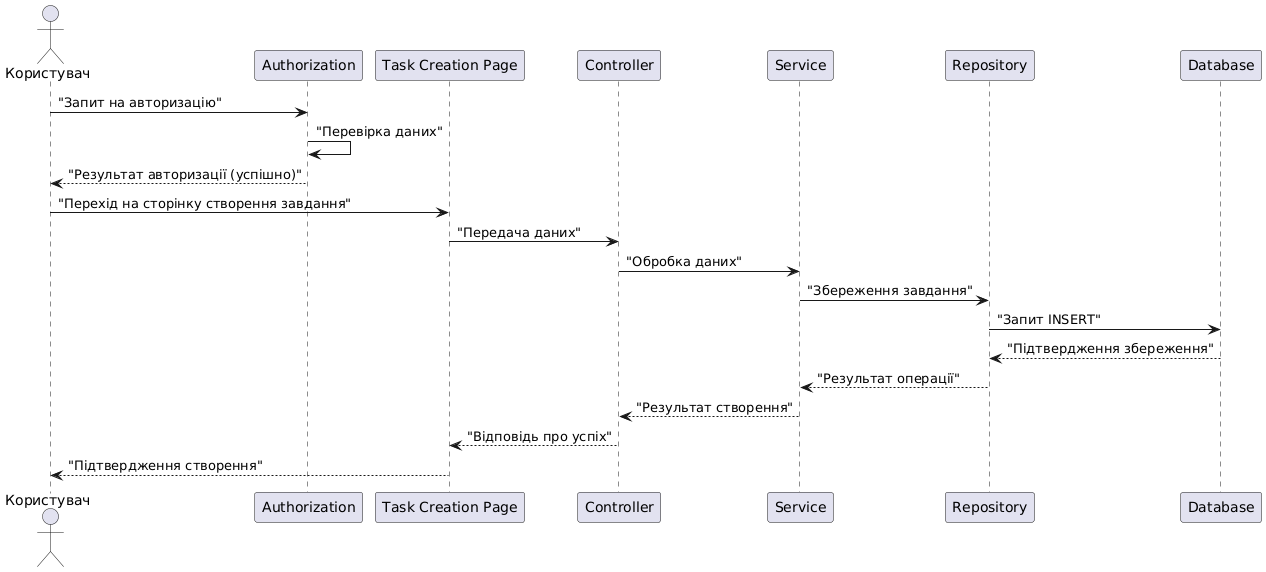 Користувач
Authorization
Task Creation Page
Controller
Service
Repository
Database
"Запит на авторизацію"
"Перевірка даних"
"Результат авторизації (успішно)"
"Перехід на сторінку створення завдання"
"Передача даних"
"Обробка даних"
"Збереження завдання"
"Запит INSERT"
"Підтвердження збереження"
"Результат операції"
"Результат створення"
"Відповідь про успіх"
"Підтвердження створення"
Користувач
Authorization
Task Creation Page
Controller
Service
Repository
Database